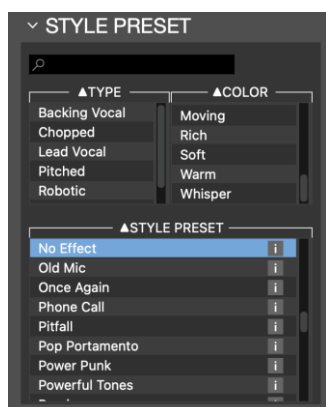 STYLE PRESET
▲TYPE
Backing Vocal
Chopped
Lead Vocal
Pitched
Robotic
▲COLOR
Moving
Rich
Soft
Warm
Whisper
▲STYLE PRESET
No Effect i
Old Mic i
Once Again i
Phone Call i
Pitfall i
Pop Portamento i
Power Punk i
Powerful Tones i